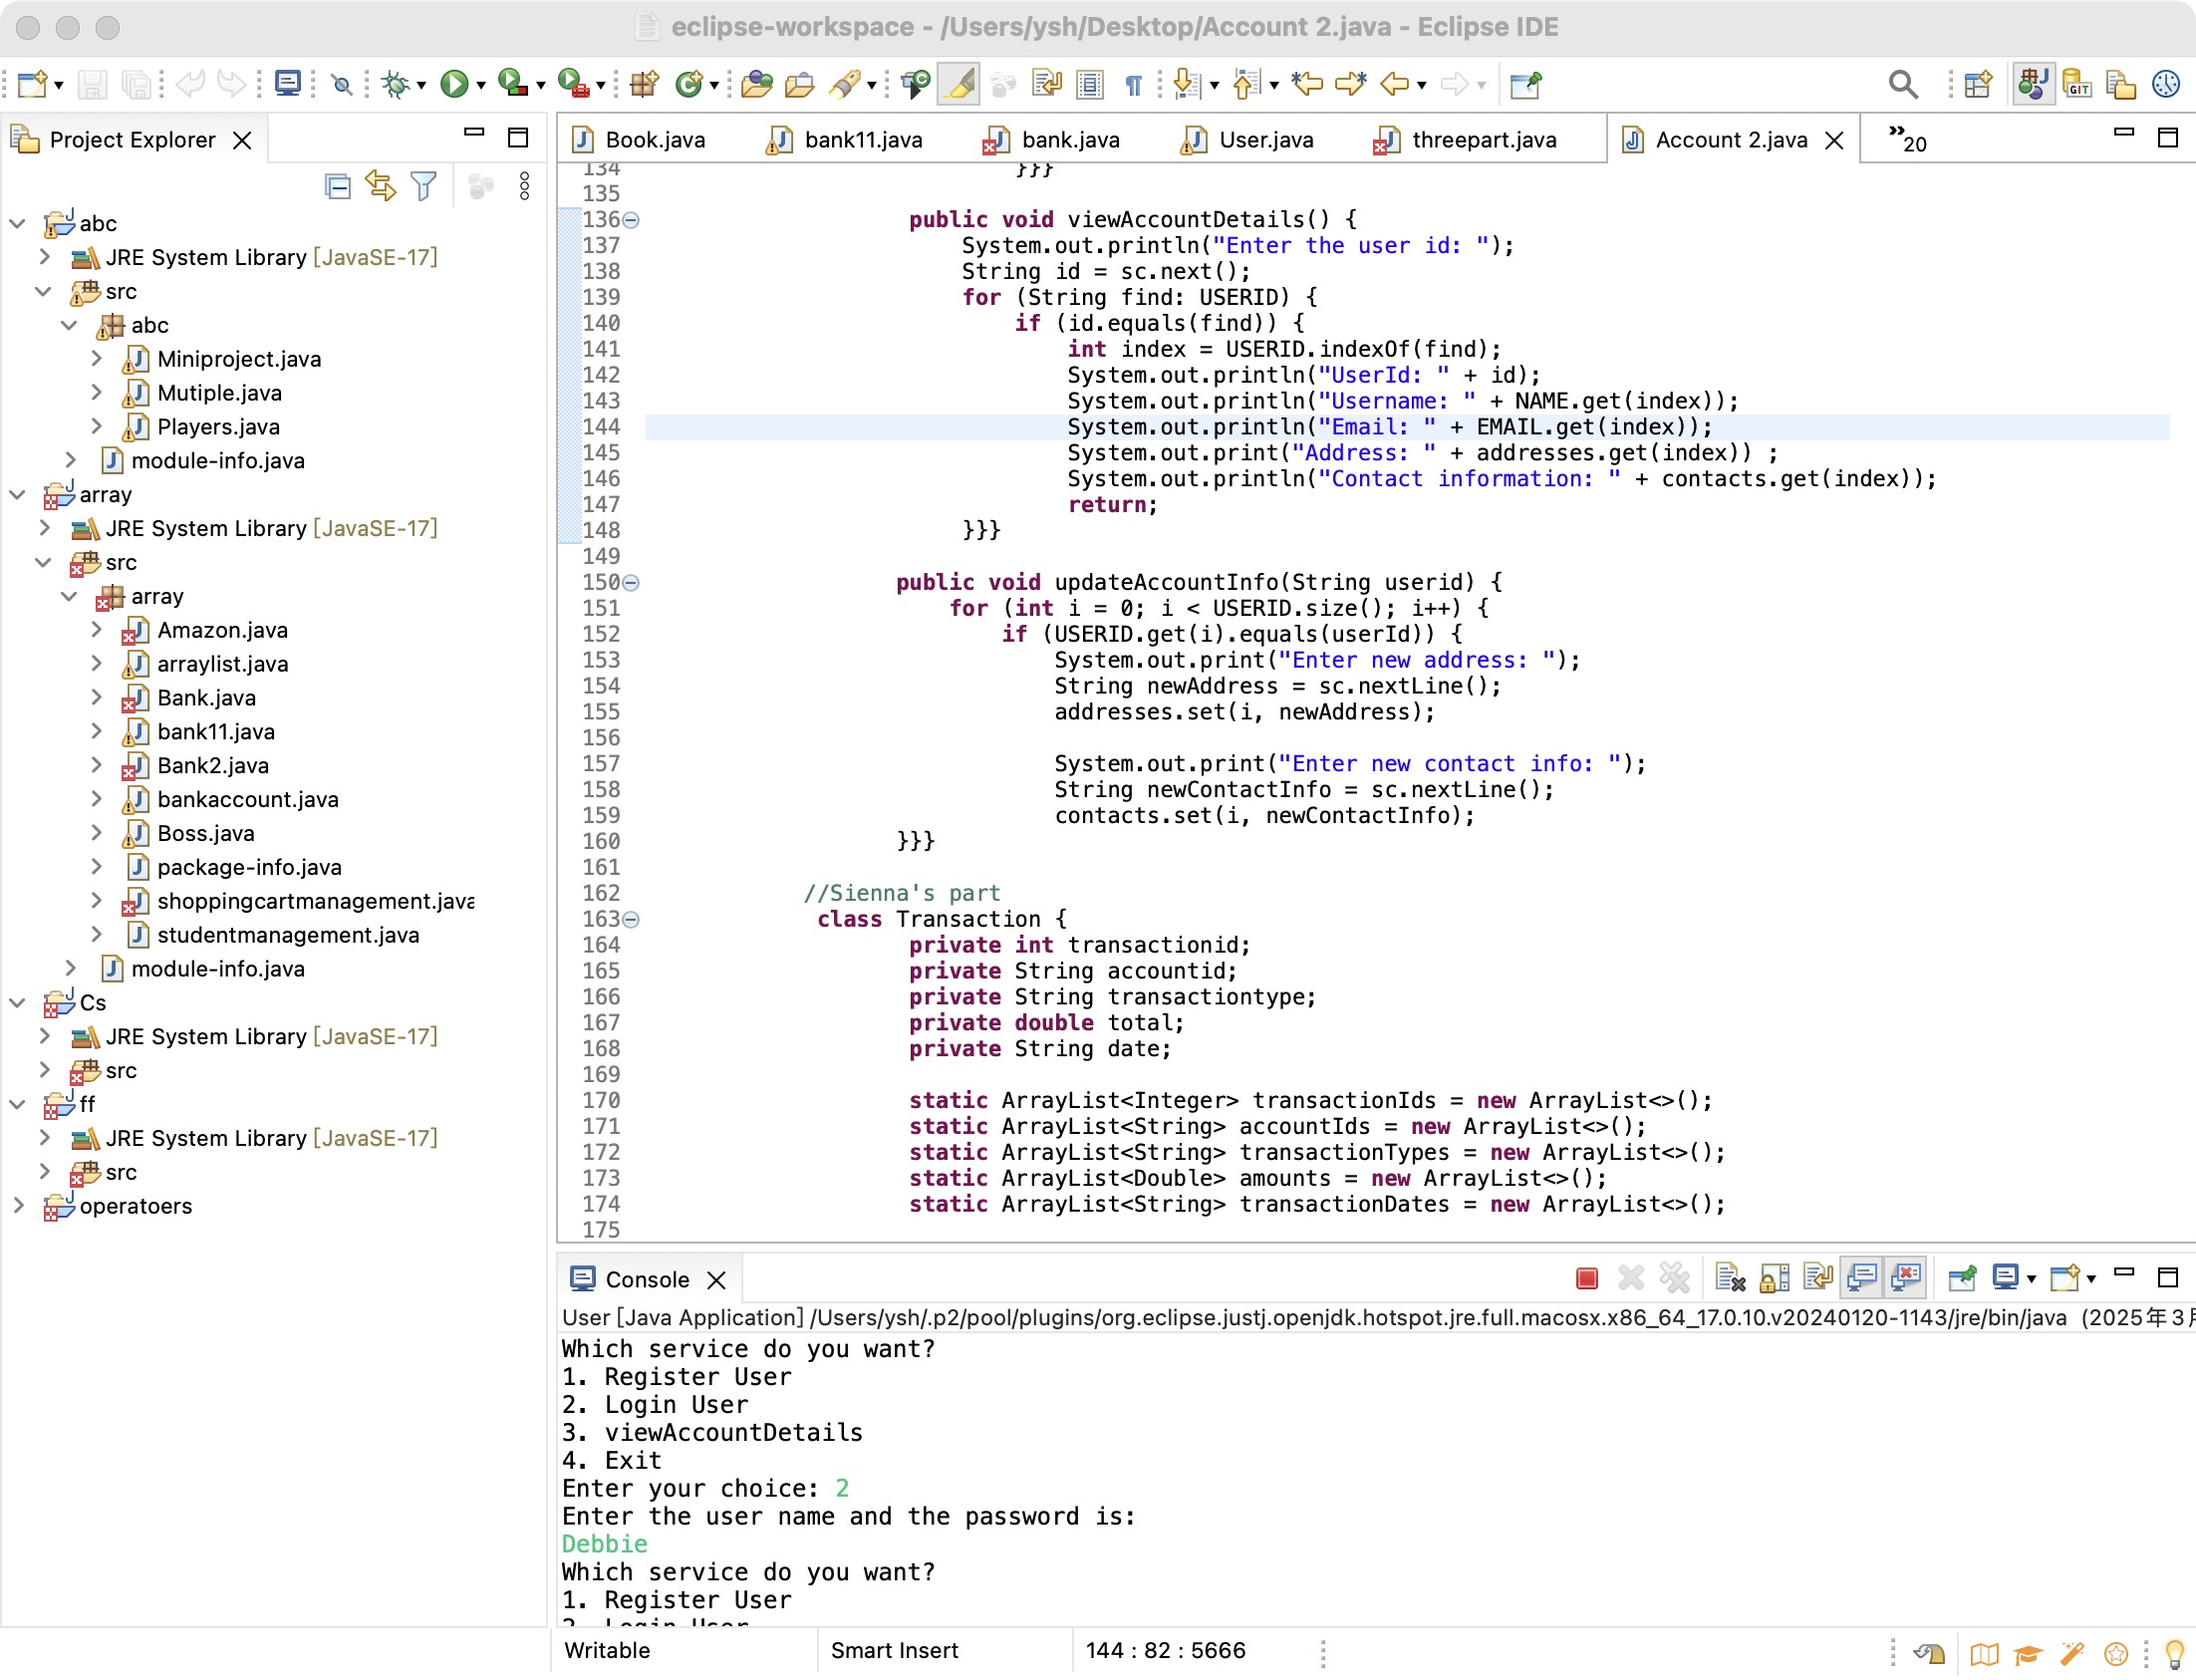 eclipse-workspace - /Users/ysh/Desktop/Account 2.java - Eclipse IDE
Project Explorer
abc
JRE System Library [JavaSE-17]
src
abc
Miniproject.java
Mutiple.java
Players.java
module-info.java
array
JRE System Library [JavaSE-17]
src
array
Amazon.java
arraylist.java
Bank.java
bank11.java
Bank2.java
bankaccount.java
Boss.java
package-info.java
shoppingcartmanagement.java
studentmanagement.java
module-info.java
Cs
JRE System Library [JavaSE-17]
src
ff
JRE System Library [JavaSE-17]
src
operatoers
Book.java bank11.java bank.java User.java threepart.java Account 2.java »20
134 }}}
135
136 public void viewAccountDetails() {
137 System.out.println("Enter the user id: ");
138 String id = sc.next();
139 for (String find: USERID) {
140 if (id.equals(find)) {
141 int index = USERID.indexOf(find);
142 System.out.println("UserId: " + id);
143 System.out.println("Username: " + NAME.get(index));
144 System.out.println("Email: " + EMAIL.get(index));
145 System.out.print("Address: " + addresses.get(index)) ;
146 System.out.println("Contact information: " + contacts.get(index));
147 return;
148 }}}
149
150 public void updateAccountInfo(String userid) {
151 for (int i = 0; i < USERID.size(); i++) {
152 if (USERID.get(i).equals(userId)) {
153 System.out.print("Enter new address: ");
154 String newAddress = sc.nextLine();
155 addresses.set(i, newAddress);
156
157 System.out.print("Enter new contact info: ");
158 String newContactInfo = sc.nextLine();
159 contacts.set(i, newContactInfo);
160 }}}
161
162 //Sienna's part
163 class Transaction {
164 private int transactionid;
165 private String accountid;
166 private String transactiontype;
167 private double total;
168 private String date;
169
170 static ArrayList<Integer> transactionIds = new ArrayList<>();
171 static ArrayList<String> accountIds = new ArrayList<>();
172 static ArrayList<String> transactionTypes = new ArrayList<>();
173 static ArrayList<Double> amounts = new ArrayList<>();
174 static ArrayList<String> transactionDates = new ArrayList<>();
175
Console
User [Java Application] /Users/ysh/.p2/pool/plugins/org.eclipse.justj.openjdk.hotspot.jre.full.macosx.x86_64_17.0.10.v20240120-1143/jre/bin/java (2025年3月
Which service do you want?
1. Register User
2. Login User
3. viewAccountDetails
4. Exit
Enter your choice: 2
Enter the user name and the password is:
Debbie
Which service do you want?
1. Register User
2. Login User
Writable Smart Insert 144 : 82 : 5666